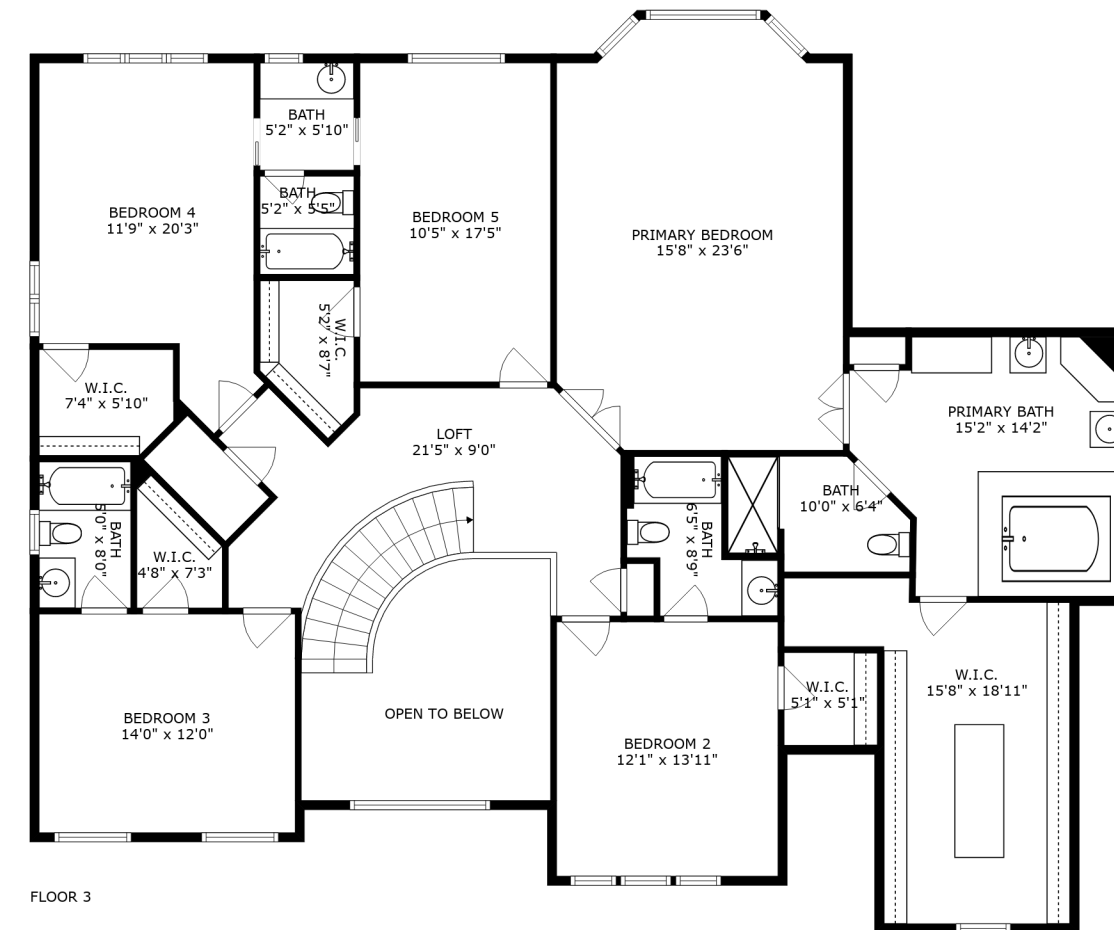 BATH
5'2" x 5'10"
BATH
5'2" x 5'5"
BEDROOM 4
11'9" x 20'3"
BEDROOM 5
10'5" x 17'5"
PRIMARY BEDROOM
15'8" x 23'6"
W.I.C.
5'2" x 8'7"
W.I.C.
7'4" x 5'10"
LOFT
21'5" x 9'0"
PRIMARY BATH
15'2" x 14'2"
BATH
10'0" x 6'4"
BATH
5'0" x 8'0"
W.I.C.
4'8" x 7'3"
BATH
6'5" x 8'9"
W.I.C.
15'8" x 18'11"
W.I.C.
5'1" x 5'1"
BEDROOM 3
14'0" x 12'0"
OPEN TO BELOW
BEDROOM 2
12'1" x 13'11"
FLOOR 3